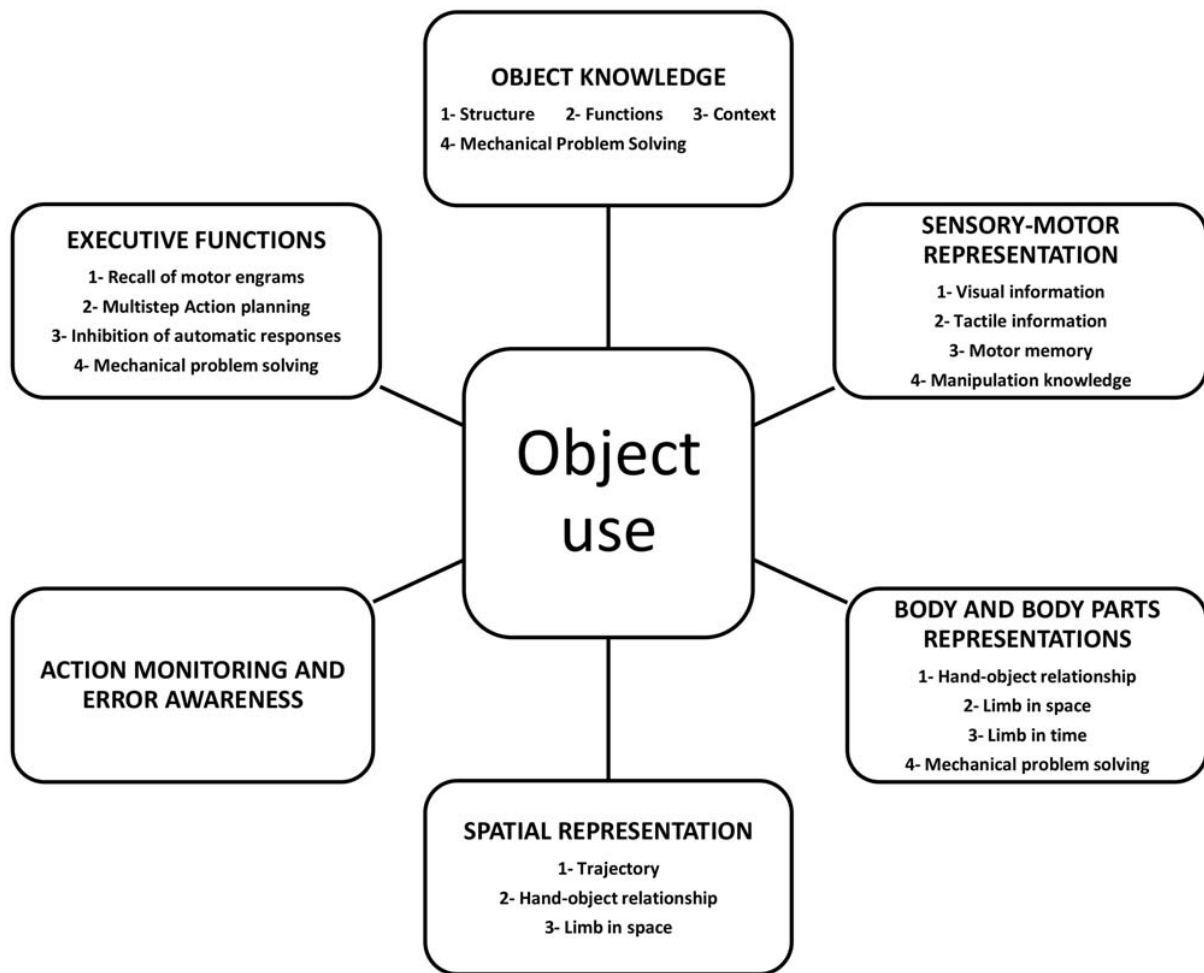 OBJECT KNOWLEDGE
1- Structure 2- Functions 3- Context
4- Mechanical Problem Solving
EXECUTIVE FUNCTIONS
1- Recall of motor engrams
2- Multistep Action planning
3- Inhibition of automatic responses
4- Mechanical problem solving
SENSORY-MOTOR
REPRESENTATION
1- Visual information
2- Tactile information
3- Motor memory
4- Manipulation knowledge
Object
use
ACTION MONITORING AND
ERROR AWARENESS
BODY AND BODY PARTS
REPRESENTATIONS
1- Hand-object relationship
2- Limb in space
3- Limb in time
4- Mechanical problem solving
SPATIAL REPRESENTATION
1- Trajectory
2- Hand-object relationship
3- Limb in space